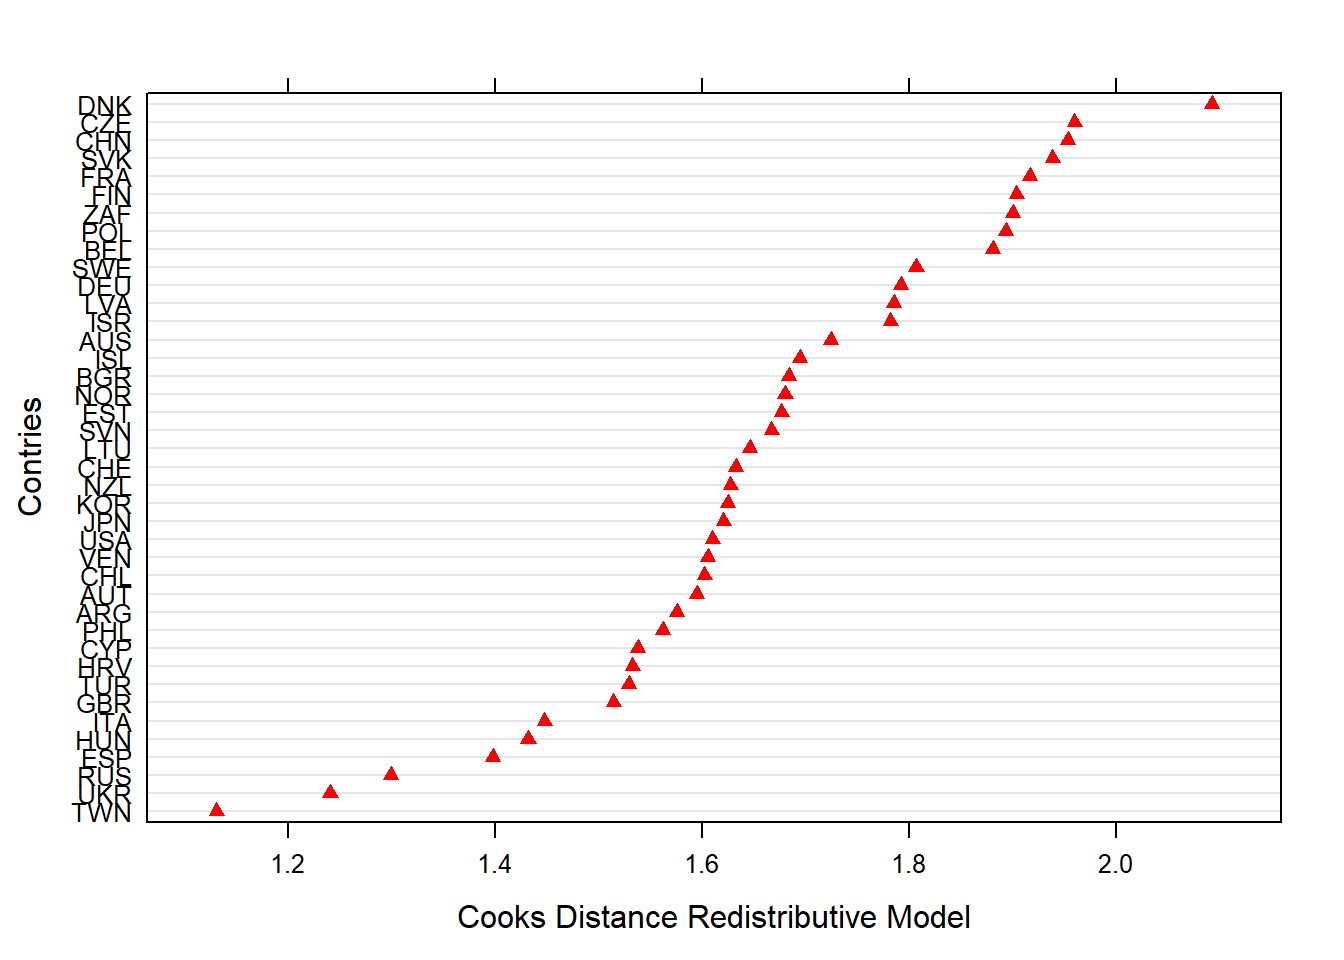 DNK
CZE
CHN
SVK
FRA
FIN
ZAF
POL
BEL
SWE
DEU
LVA
ISR
AUS
ISL
BGR
NOR
EST
SVN
LTU
CHE
NZL
KOR
JPN
USA
VEN
CHL
AUT
ARG
PHL
CYP
HRV
TUR
GBR
ITA
HUN
ESP
RUS
UKR
TWN
Contries
1.2 1.4 1.6 1.8 2.0
Cooks Distance Redistributive Model